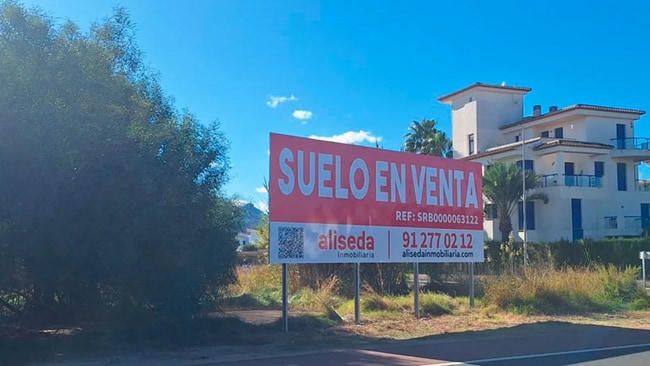 SUELO EN VENTA
REF: SRB0000063122
aliseda
Inmobiliaria
91 277 02 12
alisedainmobiliaria.com